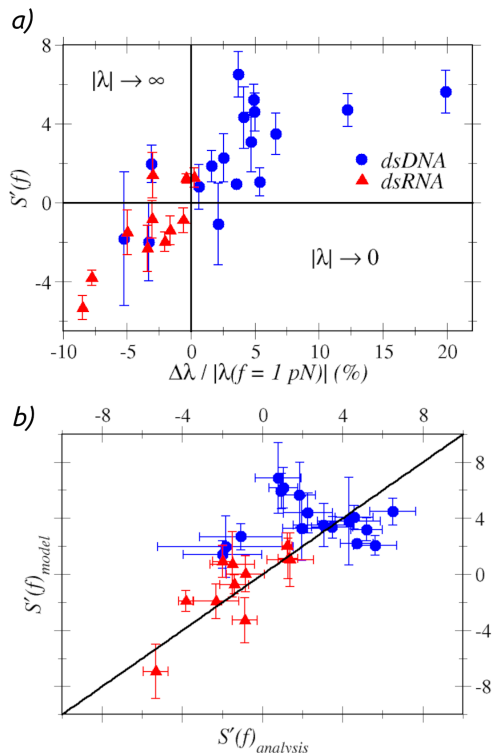 a)
8
4
0
-4
S'(f)
|λ| → ∞
dsDNA
dsRNA
|λ| → 0
-10 -5 0 5 10 15 20
Δλ / |λ(f = 1 pN)| (%)
b)
-8 -4 0 4 8
8
4
0
-4
-8
S'(f)model
S'(f)analysis